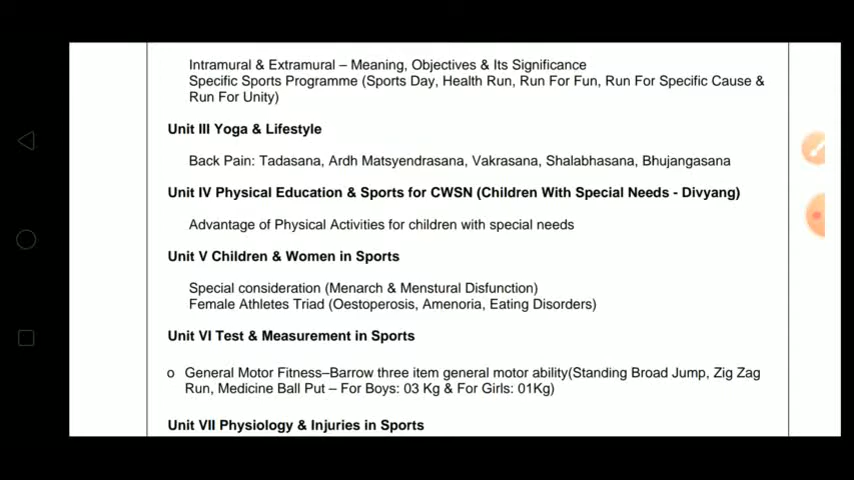 Intramural & Extramural – Meaning, Objectives & Its Significance
Specific Sports Programme (Sports Day, Health Run, Run For Fun, Run For Specific Cause &
Run For Unity)
Unit III Yoga & Lifestyle
Back Pain: Tadasana, Ardh Matsyendrasana, Vakrasana, Shalabhasana, Bhujangasana
Unit IV Physical Education & Sports for CWSN (Children With Special Needs - Divyang)
Advantage of Physical Activities for children with special needs
Unit V Children & Women in Sports
Special consideration (Menarch & Menstural Disfunction)
Female Athletes Triad (Oestoperosis, Amenoria, Eating Disorders)
Unit VI Test & Measurement in Sports
o General Motor Fitness–Barrow three item general motor ability(Standing Broad Jump, Zig Zag
Run, Medicine Ball Put – For Boys: 03 Kg & For Girls: 01Kg)
Unit VII Physiology & Injuries in Sports